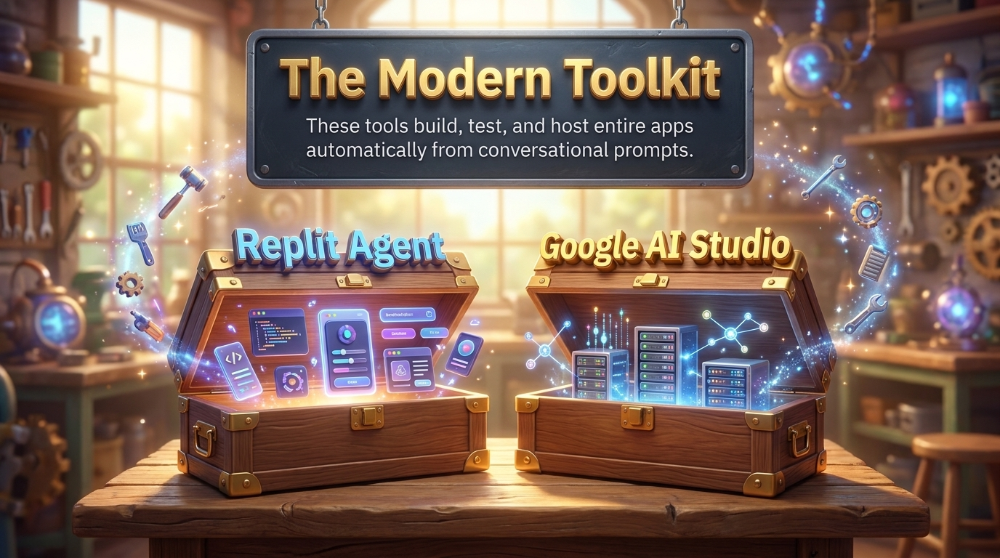 The Modern Toolkit
These tools build, test, and host entire apps
automatically from conversational prompts.
Replit Agent
Google AI Studio
</>